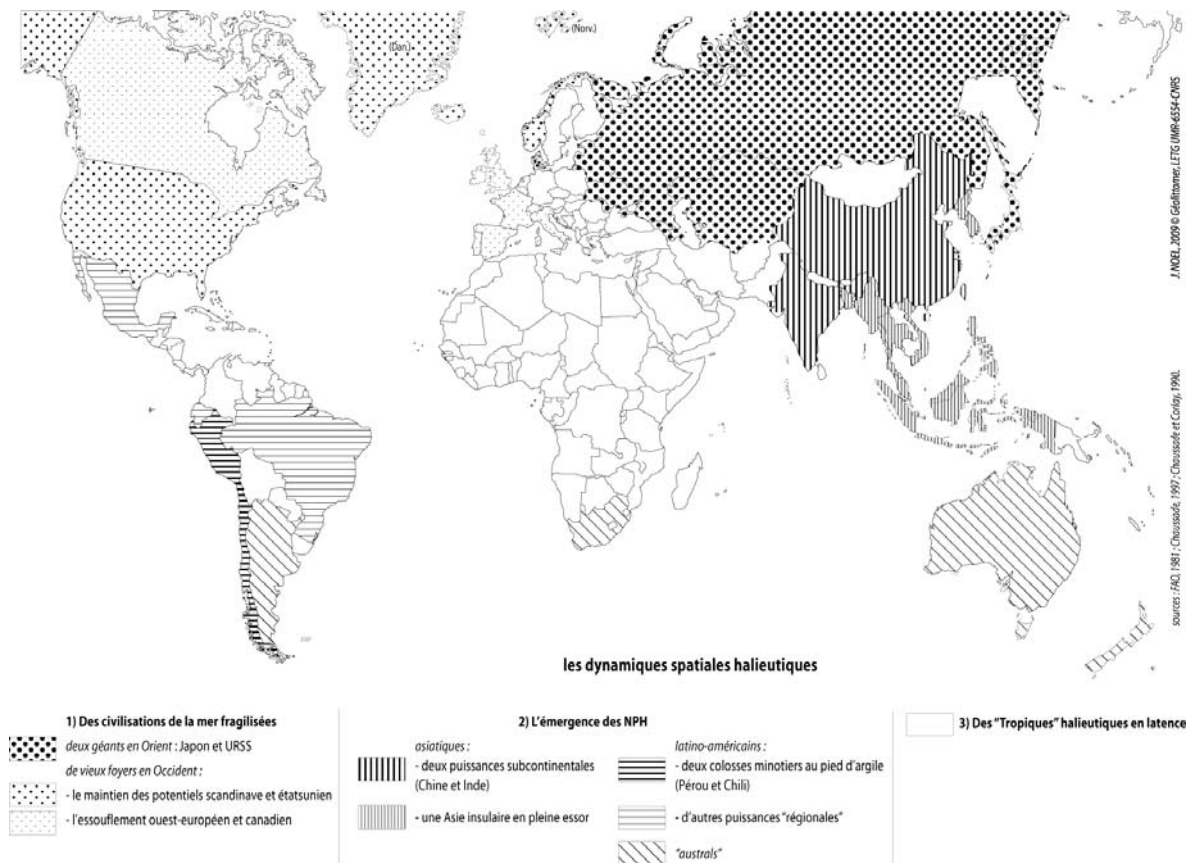 (Dan.)
(Norv.)
J. NOEL, 2009 © Géolittomer, LETG UMR-6554-CNRS
sources : FAO, 1981 ; Chaussade, 1997 ; Chaussade et Corlay, 1990.
les dynamiques spatiales halieutiques
1) Des civilisations de la mer fragilisées
deux géants en Orient : Japon et URSS
de vieux foyers en Occident :
- le maintien des potentiels scandinave et étatsunien
- l'essouflement ouest-européen et canadien
2) L'émergence des NPH
asiatiques :
- deux puissances subcontinentales
(Chine et Inde)
- une Asie insulaire en pleine essor
latino-américains :
- deux colosses minotiers au pied d'argile
(Pérou et Chili)
- d'autres puissances "régionales"
"australs"
3) Des "Tropiques" halieutiques en latence